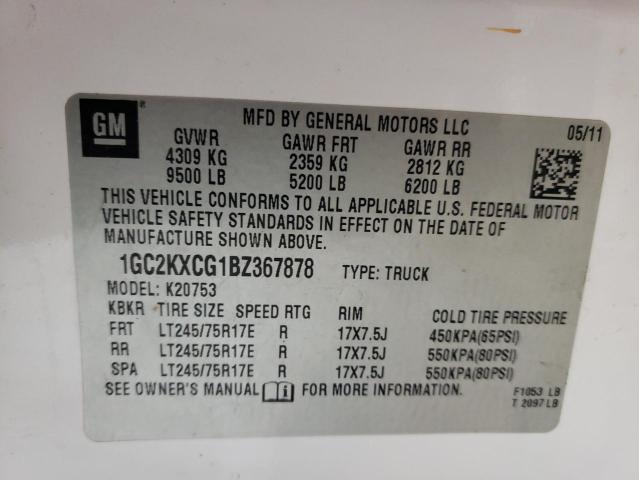 GM ® MFD BY GENERAL MOTORS LLC 05/11
GVWR GAWR FRT GAWR RR
4309 KG 2359 KG 2812 KG
9500 LB 5200 LB 6200 LB
THIS VEHICLE CONFORMS TO ALL APPLICABLE U.S. FEDERAL MOTOR
VEHICLE SAFETY STANDARDS IN EFFECT ON THE DATE OF
MANUFACTURE SHOWN ABOVE.
1GC2KXCG1BZ367878 TYPE: TRUCK
MODEL: K20753
KBKR TIRE SIZE SPEED RTG RIM COLD TIRE PRESSURE
FRT LT245/75R17E R 17X7.5J 450KPA(65PSI)
RR LT245/75R17E R 17X7.5J 550KPA(80PSI)
SPA LT245/75R17E R 17X7.5J 550KPA(80PSI)
SEE OWNER'S MANUAL i FOR MORE INFORMATION.
F1053 LB
T 2097 LB